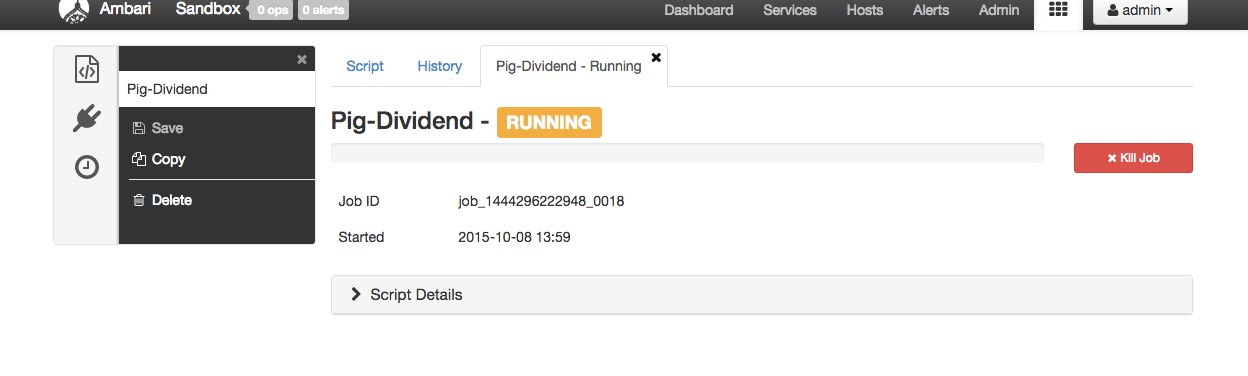 Ambari Sandbox 0 ops 0 alerts Dashboard Services Hosts Alerts Admin admin
Pig-Dividend
Save
Copy
Delete
Script History Pig-Dividend - Running
Pig-Dividend - RUNNING
Kill Job
Job ID job_1444296222948_0018
Started 2015-10-08 13:59
Script Details